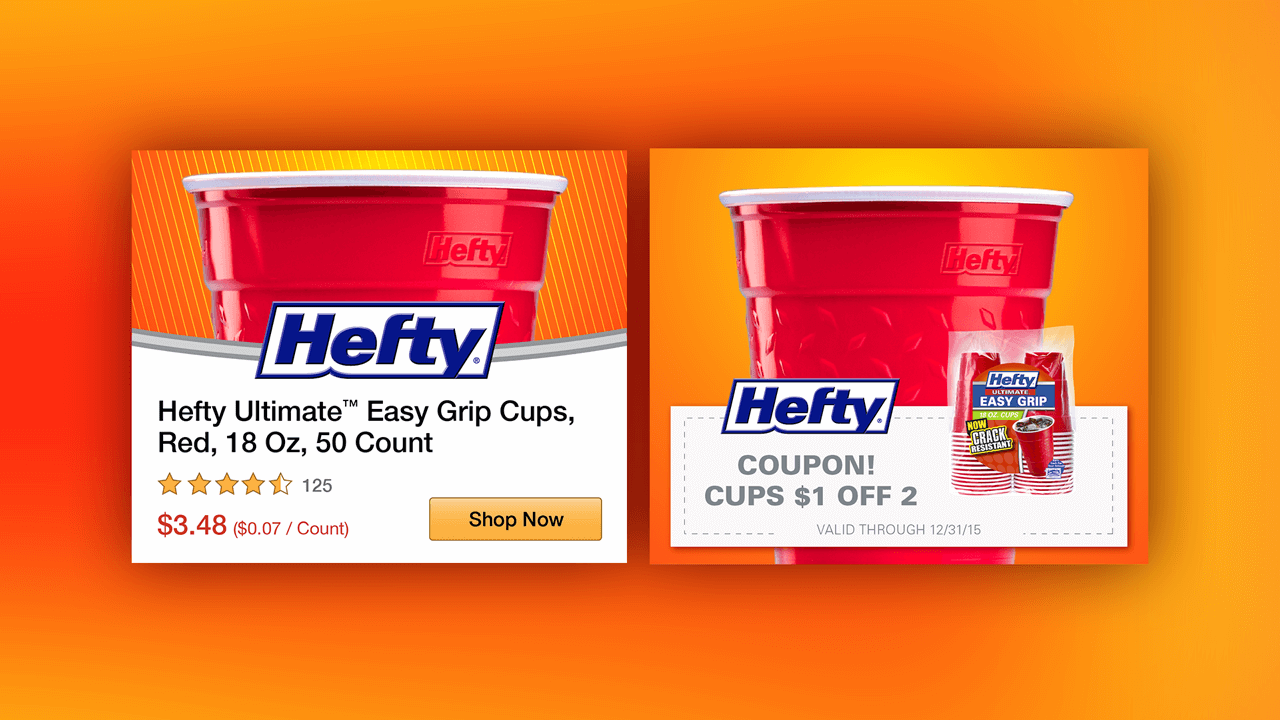 Hefty
Hefty®
Hefty Ultimate™ Easy Grip Cups,
Red, 18 Oz, 50 Count
125
$3.48 ($0.07 / Count)
Shop Now
Hefty
Hefty
ULTIMATE
EASY GRIP
18 OZ. CUPS
NOW
CRACK
RESISTANT
Hefty®
COUPON!
CUPS $1 OFF 2
VALID THROUGH 12/31/15